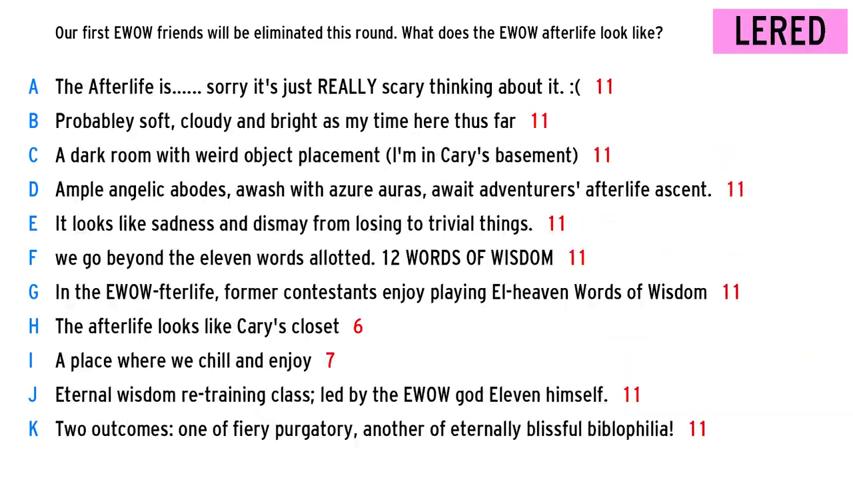 Our first EWOW friends will be eliminated this round. What does the EWOW afterlife look like?
LERED
A The Afterlife is...... sorry it's just REALLY scary thinking about it. :( 11
B Probabley soft, cloudy and bright as my time here thus far 11
C A dark room with weird object placement (I'm in Cary's basement) 11
D Ample angelic abodes, awash with azure auras, await adventurers' afterlife ascent. 11
E It looks like sadness and dismay from losing to trivial things. 11
F we go beyond the eleven words allotted. 12 WORDS OF WISDOM 11
G In the EWOW-fterlife, former contestants enjoy playing El-heaven Words of Wisdom 11
H The afterlife looks like Cary's closet 6
I A place where we chill and enjoy 7
J Eternal wisdom re-training class; led by the EWOW god Eleven himself. 11
K Two outcomes: one of fiery purgatory, another of eternally blissful biblophilia! 11